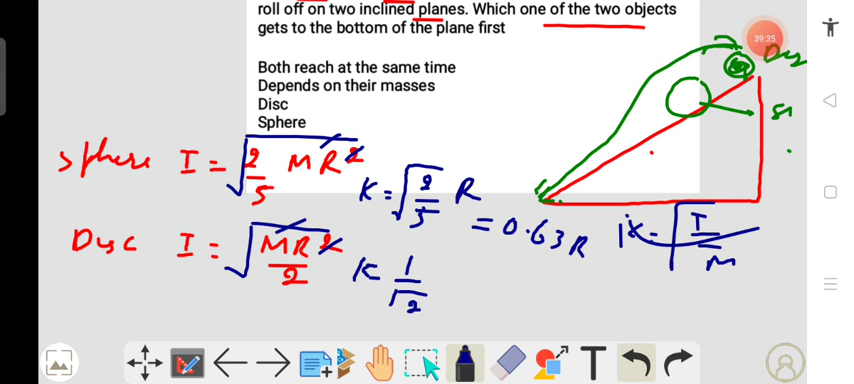 roll off on two inclined planes. Which one of the two objects
gets to the bottom of the plane first
Both reach at the same time
Depends on their masses
Disc
Sphere
39:35
Sphere I = √2/5 MR²
K = √2/5 R
= 0.63R
K = √I/M
Disc I = √MR²/2
K 1/√2
T